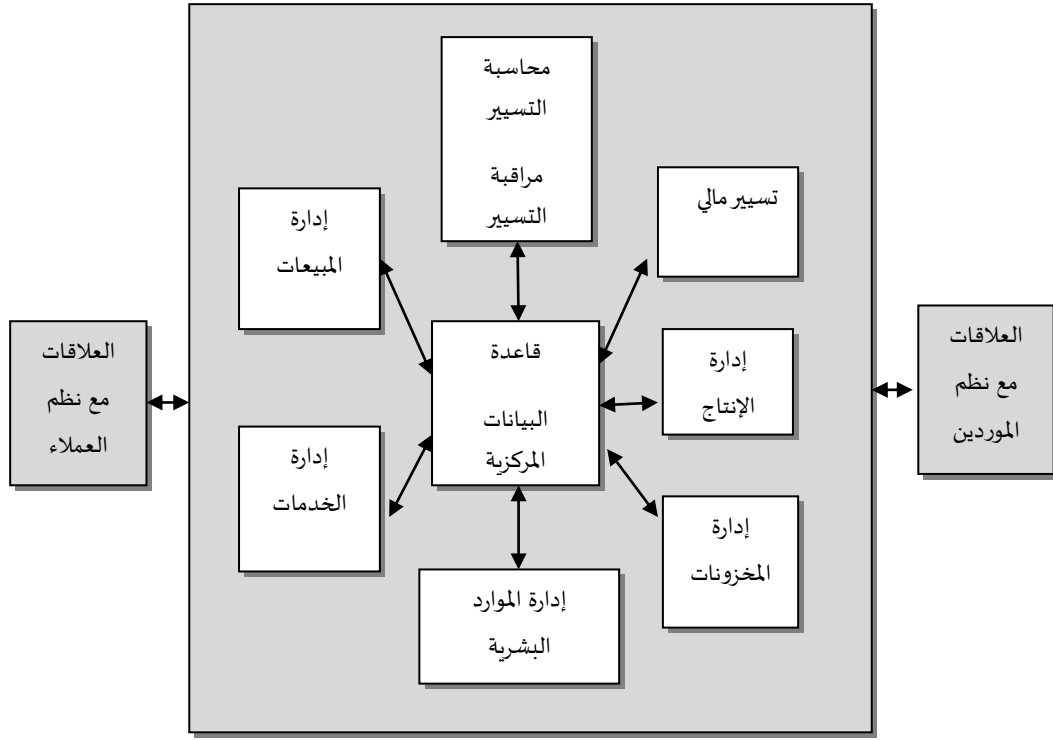 محاسبة
التسيير
مراقبة
التسيير
تسيير مالي
إدارة
المبيعات
العلاقات
مع نظم
الموردين
العلاقات
مع نظم
العملاء
قاعدة
البيانات
المركزية
إدارة
الإنتاج
إدارة
الخدمات
إدارة
المخزونات
إدارة الموارد
البشرية